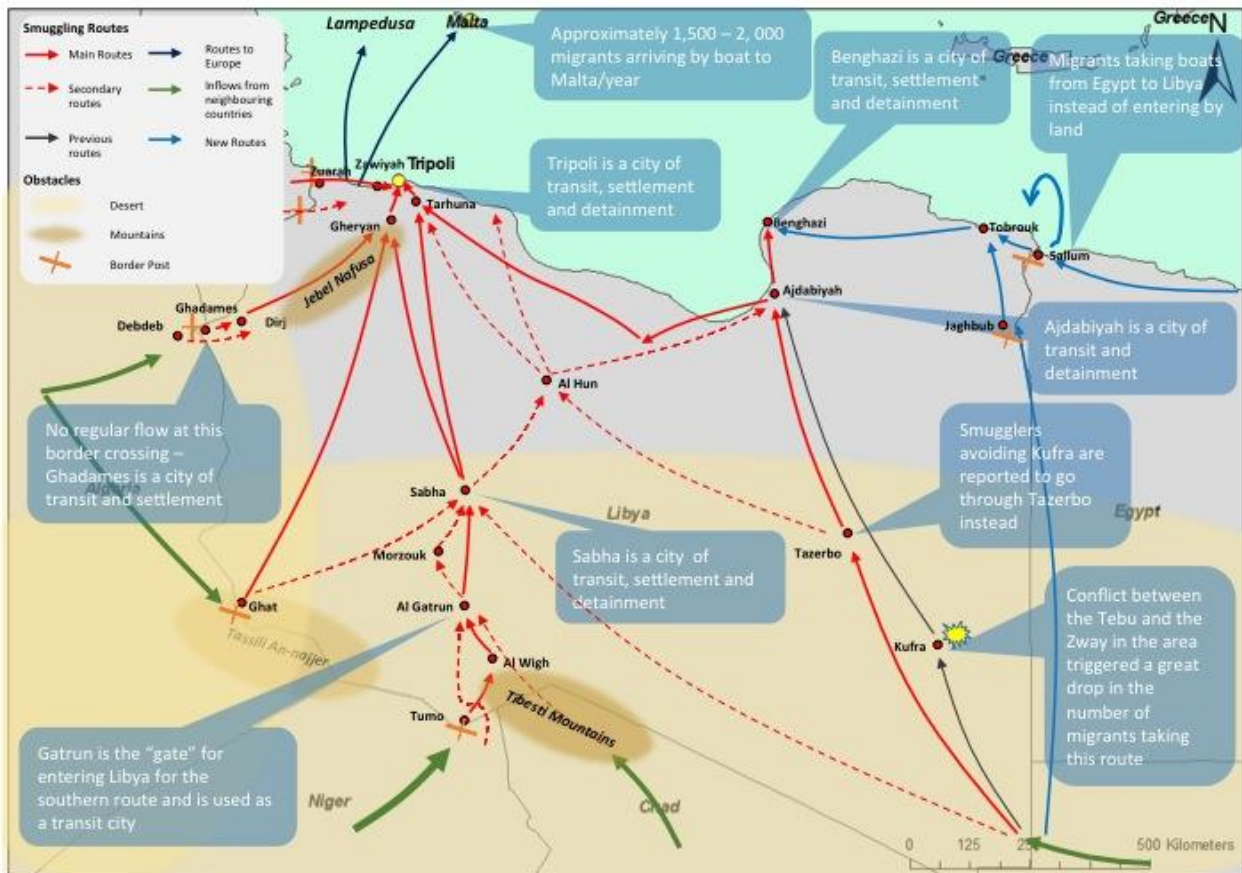 Smuggling Routes
Main Routes
Routes to
Europe
Secondary
routes
Inflows from
neighbouring
countries
Previous
routes
New Routes
Obstacles
Desert
Mountains
Border Post
Lampedusa
Malta
Greece
N
Greece
Approximately 1,500 – 2, 000
migrants arriving by boat to
Malta/year
Benghazi is a city of
transit, settlement
and detainment
Migrants taking boats
from Egypt to Libya
instead of entering by
land
Zuarah
Zawiyah
Tripoli
Tripoli is a city of
transit, settlement
and detainment
Tarhuna
Gheryan
Benghazi
Tobrouk
Sallum
Jebel Nafusa
Ghadames
Debdeb
Dirj
Ajdabiyah
Jaghbub
Ajdabiyah is a city of
transit and
detainment
Al Hun
No regular flow at this
border crossing –
Ghadames is a city of
transit and settlement
Algeria
Smugglers
avoiding Kufra are
reported to go
through Tazerbo
instead
Sabha
Libya
Egypt
Tazerbo
Morzouk
Sabha is a city of
transit, settlement and
detainment
Ghat
Al Gatrun
Tassili An-najjer
Conflict between
the Tebu and the
Zway in the area
triggered a great
drop in the
number of
migrants taking
this route
Kufra
Al Wigh
Tibesti Mountains
Tumo
Gatrun is the “gate” for
entering Libya for the
southern route and is used as
a transit city
Niger
Chad
0 125 250 500 Kilometers